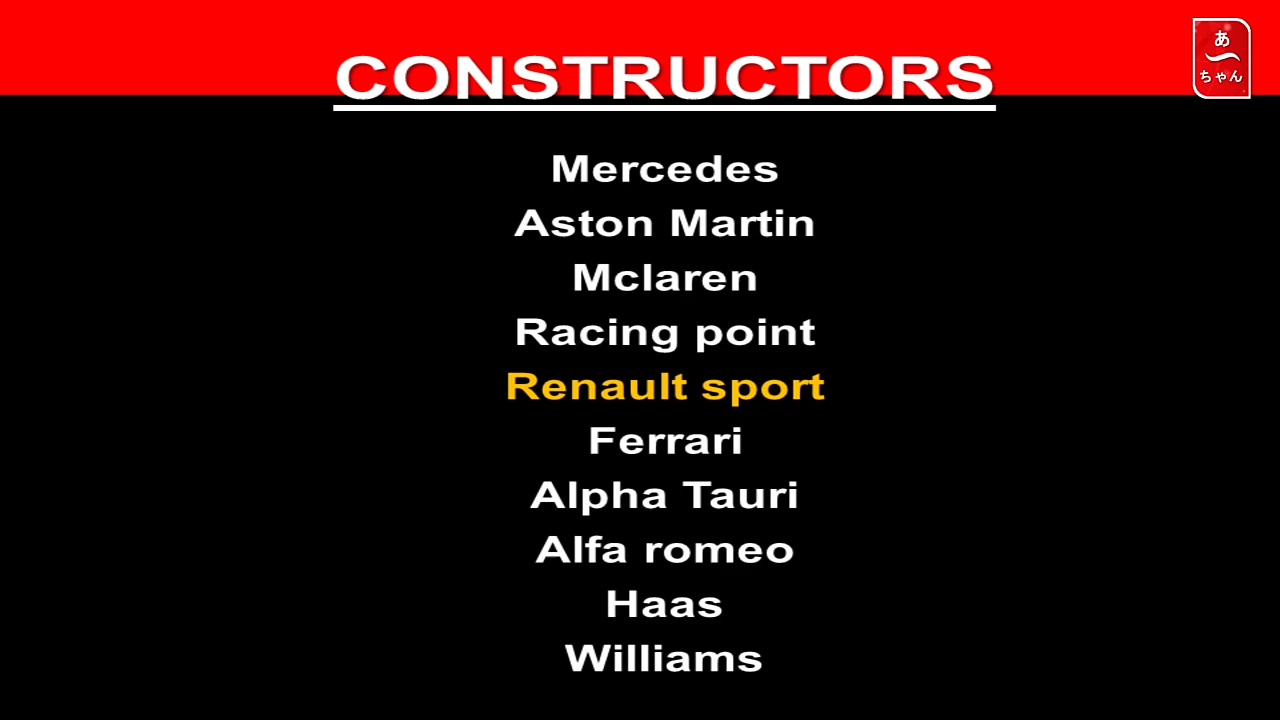 CONSTRUCTORS
あー
ちゃん
Mercedes
Aston Martin
Mclaren
Racing point
Renault sport
Ferrari
Alpha Tauri
Alfa romeo
Haas
Williams